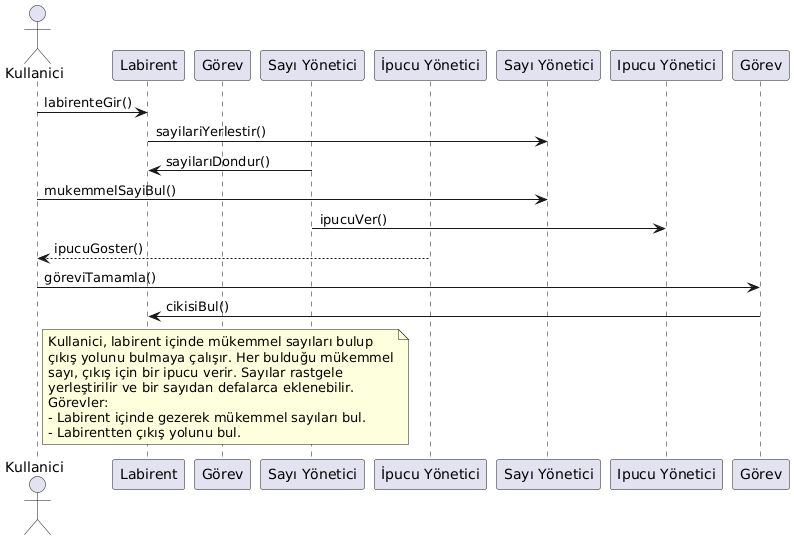 Kullanici
Labirent
Görev
Sayı Yönetici
İpucu Yönetici
Sayı Yönetici
Ipucu Yönetici
Görev
labirenteGir()
sayilariYerlestir()
sayilarıDondur()
mukemmelSayiBul()
ipucuVer()
ipucuGoster()
göreviTamamla()
cikisiBul()
Kullanici, labirent içinde mükemmel sayıları bulup
çıkış yolunu bulmaya çalışır. Her bulduğu mükemmel
sayı, çıkış için bir ipucu verir. Sayılar rastgele
yerleştirilir ve bir sayıdan defalarca eklenebilir.
Görevler:
- Labirent içinde gezerek mükemmel sayıları bul.
- Labirentten çıkış yolunu bul.
Kullanici
Labirent
Görev
Sayı Yönetici
İpucu Yönetici
Sayı Yönetici
Ipucu Yönetici
Görev